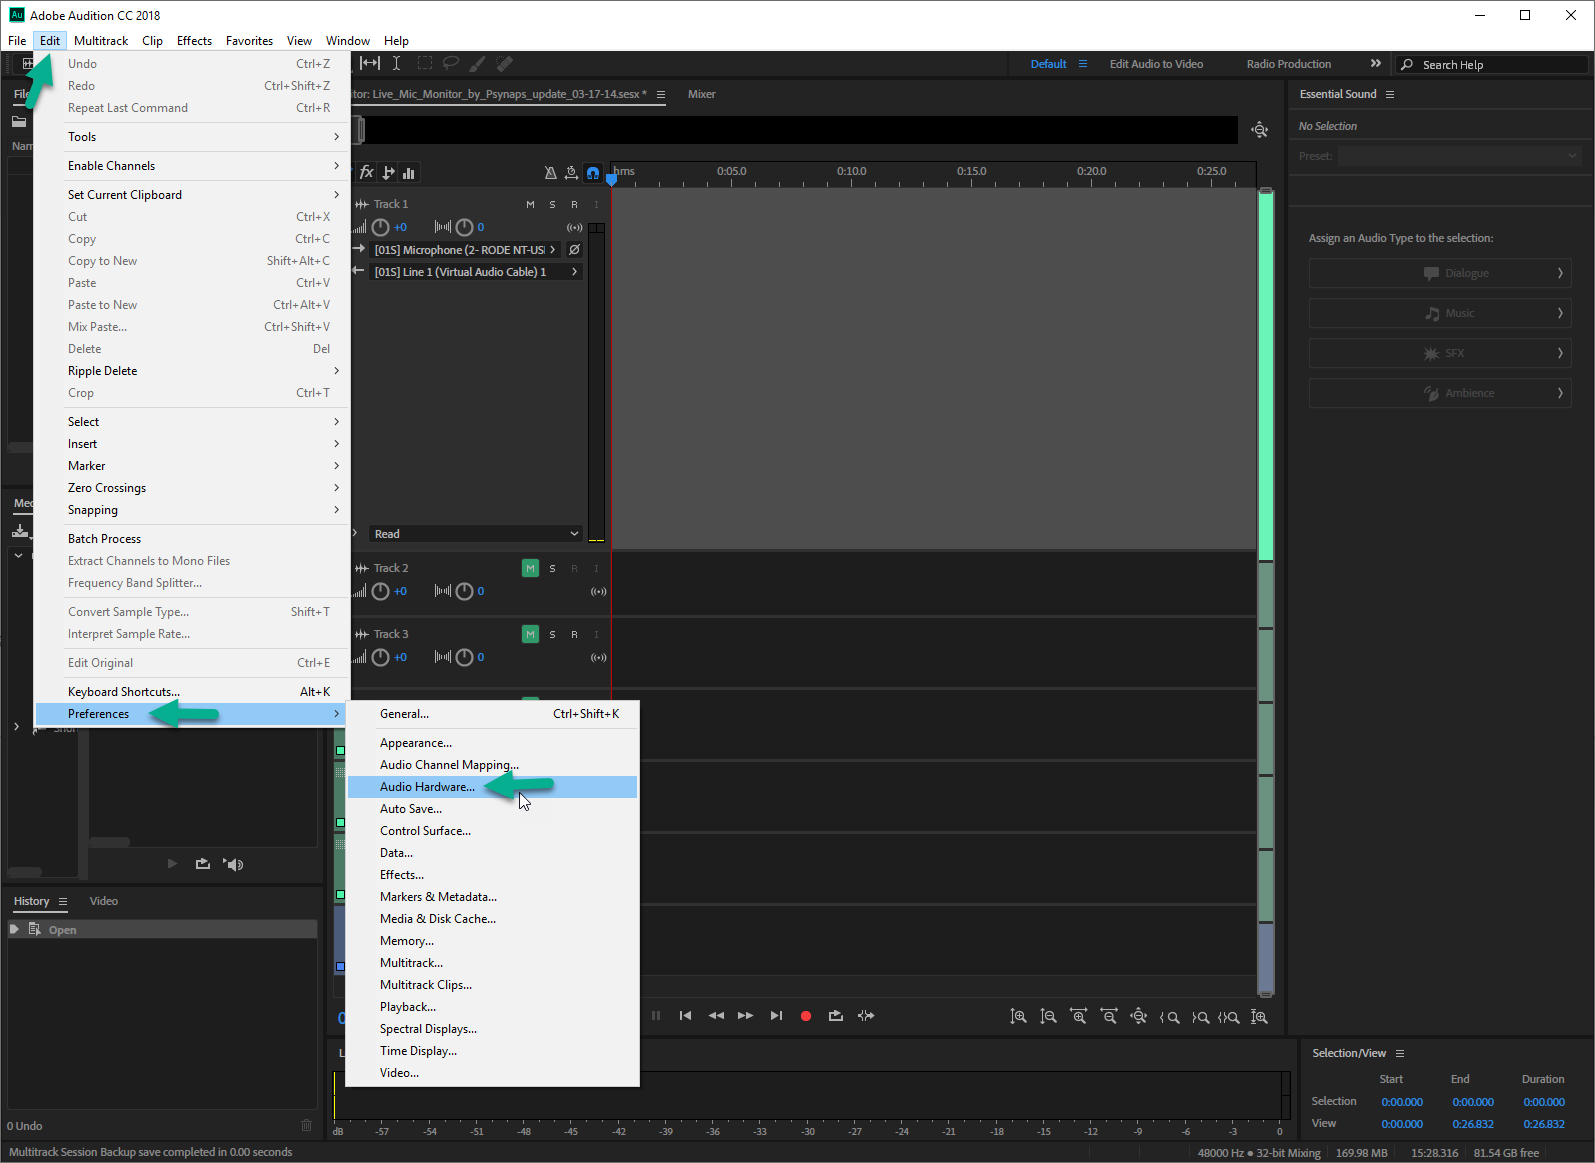 Adobe Audition CC 2018
File Edit Multitrack Clip Effects Favorites View Window Help
Default Edit Audio to Video Radio Production Search Help
Undo Ctrl+Z
Redo Ctrl+Shift+Z
Repeat Last Command Ctrl+R
Tools
Enable Channels
Set Current Clipboard
Cut Ctrl+X
Copy Ctrl+C
Copy to New Shift+Alt+C
Paste Ctrl+V
Paste to New Ctrl+Alt+V
Mix Paste... Ctrl+Shift+V
Delete Del
Ripple Delete
Crop Ctrl+T
Select
Insert
Marker
Zero Crossings
Snapping
Batch Process
Extract Channels to Mono Files
Frequency Band Splitter...
Convert Sample Type... Shift+T
Interpret Sample Rate...
Edit Original Ctrl+E
Keyboard Shortcuts... Alt+K
Preferences
General... Ctrl+Shift+K
Appearance...
Audio Channel Mapping...
Audio Hardware...
Auto Save...
Control Surface...
Data...
Effects...
Markers & Metadata...
Media & Disk Cache...
Memory...
Multitrack...
Multitrack Clips...
Playback...
Spectral Displays...
Time Display...
Video...
itor: Live_Mic_Monitor_by_Psynaps_update_03-17-14.sesx * Mixer
fx
hms 0:05.0 0:10.0 0:15.0 0:20.0 0:25.0
Track 1 M S R I
+0 0
[01S] Microphone (2- RODE NT-US
[01S] Line 1 (Virtual Audio Cable) 1
Read
Track 2 M S R I
+0 0
Track 3 M S R I
+0 0
Essential Sound
No Selection
Preset:
Assign an Audio Type to the selection:
Dialogue
Music
SFX
Ambience
History Video
Open
0 Undo
dB -57 -54 -51 -48 -45 -42 -39 -36 -33 -30 -27 -24 -21 -18 -15 -12 -9 -6 -3 0
Selection/View
Start End Duration
Selection 0:00.000 0:00.000 0:00.000
View 0:00.000 0:26.832 0:26.832
Multitrack Session Backup save completed in 0.00 seconds
48000 Hz ● 32-bit Mixing 169.98 MB 15:28.316 81.54 GB free